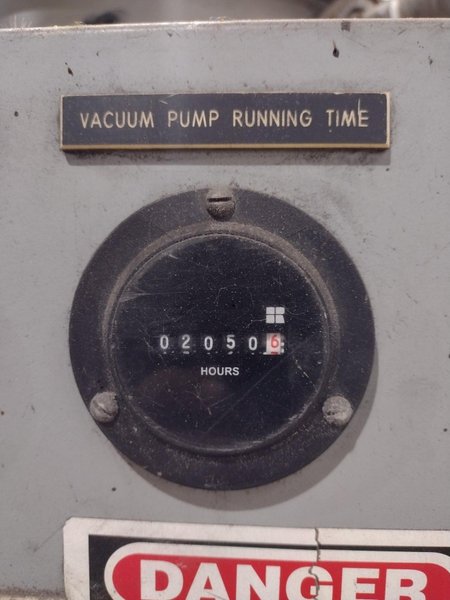 VACUUM PUMP RUNNING TIME
020506
HOURS
DANGER